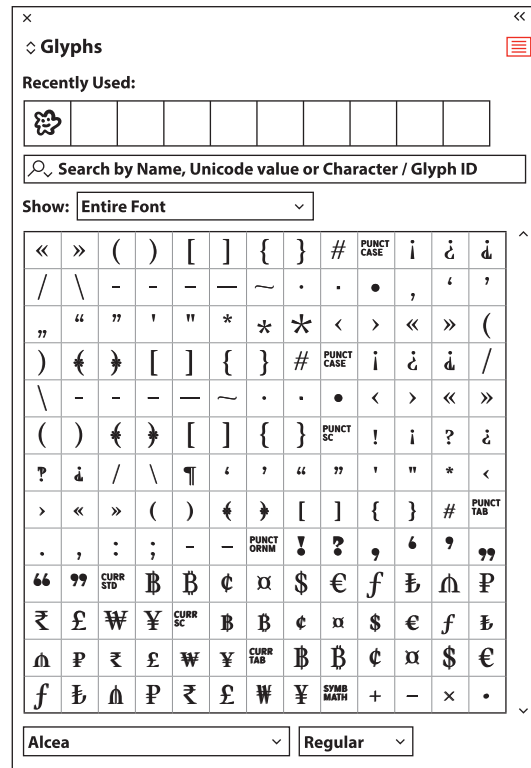 Glyphs
Recently Used:
Search by Name, Unicode value or Character / Glyph ID
Show: Entire Font
« » ( ) [ ] { } # PUNCT CASE ¡ ¿ ⸘
/ \ - - – — ~ · · • , ‘ ’
„ “ ” ' " * * * ‹ › « » (
) [ ] { } # PUNCT CASE ¡ ¿ ⸘ /
\ - - – — ~ · · • ‹ › « »
( ) [ ] { } PUNCT SC ! ¡ ? ¿
‽ ⸘ / \ ¶ ‘ ’ “ ” ' " * ‹
› « » ( ) [ ] { } # PUNCT TAB
. , : ; - – PUNCT ORNM ! ? , ‘ ’ „
“ ” CURR STD ฿ ₿ ¢ ¤ $ € ƒ ₺ ₼ ₽
₹ £ ₩ ¥ CURR SC ฿ ₿ ¢ ¤ $ € ƒ ₺
₼ ₽ ₹ £ ₩ ¥ CURR TAB ฿ ₿ ¢ ¤ $ €
ƒ ₺ ₼ ₽ ₹ £ ₩ ¥ SYMB MATH + − × •
Alcea Regular